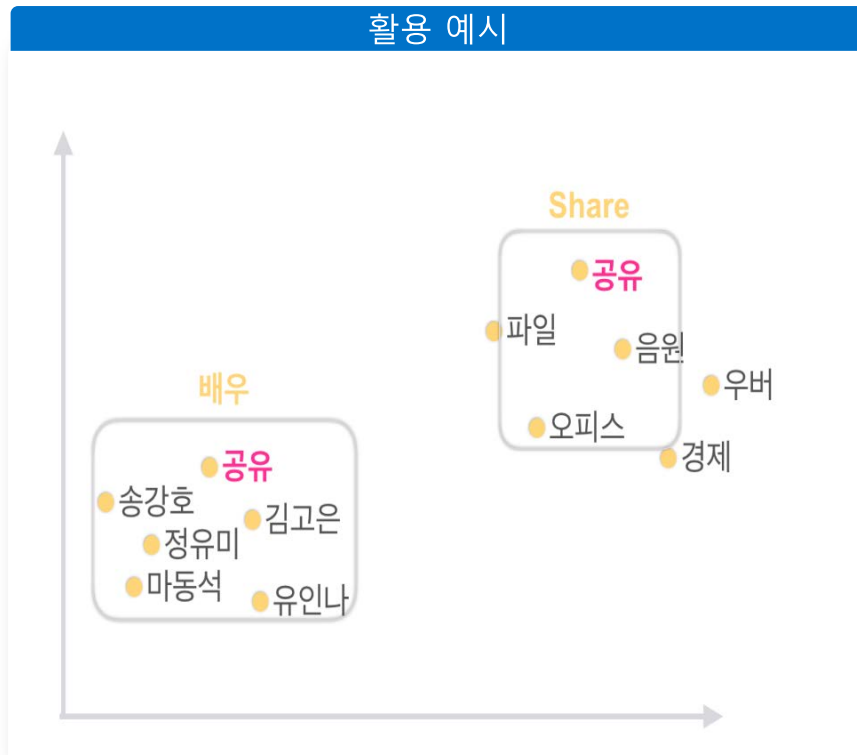 활용 예시
Share
공유
파일
음원
우버
오피스
경제
배우
공유
송강호
김고은
정유미
마동석
유인나